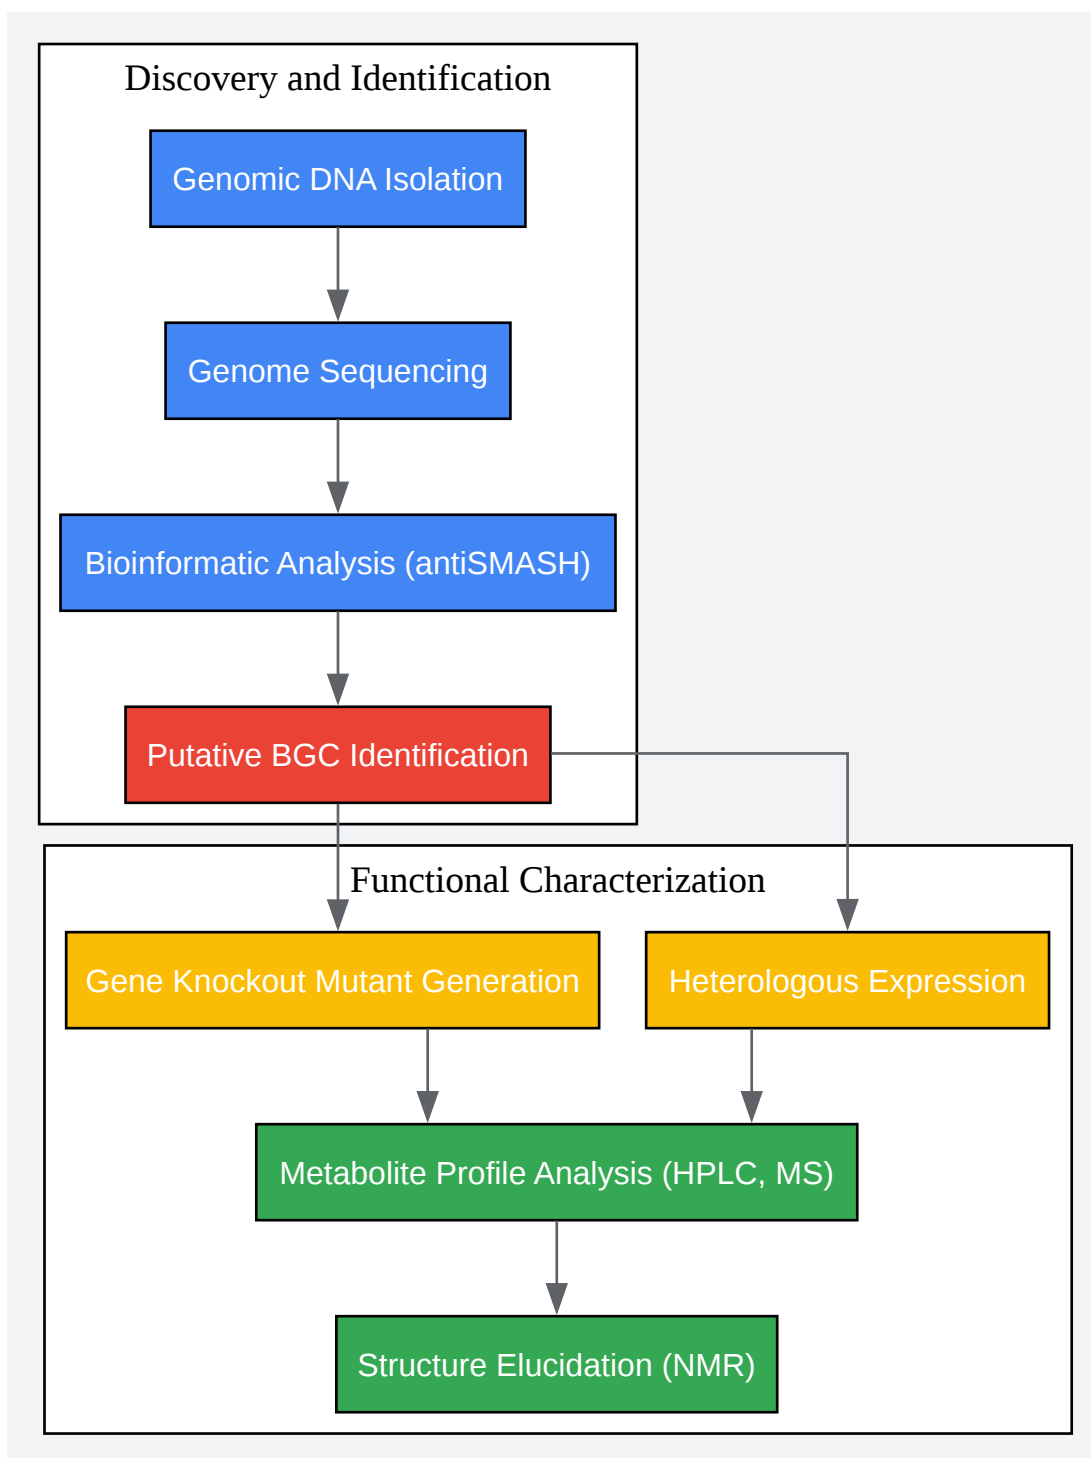 Discovery and Identification
Genomic DNA Isolation
Genome Sequencing
Bioinformatic Analysis (antiSMASH)
Putative BGC Identification
Functional Characterization
Gene Knockout Mutant Generation
Heterologous Expression
Metabolite Profile Analysis (HPLC, MS)
Structure Elucidation (NMR)